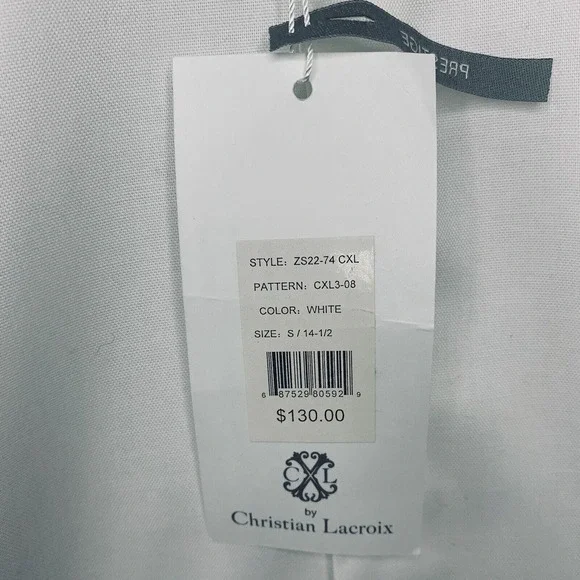 PRESTIGE
STYLE: ZS22-74 CXL
PATTERN: CXL3-08
COLOR: WHITE
SIZE: S / 14-1/2
6 87529 80592 9
$130.00
CXL
by
Christian Lacroix